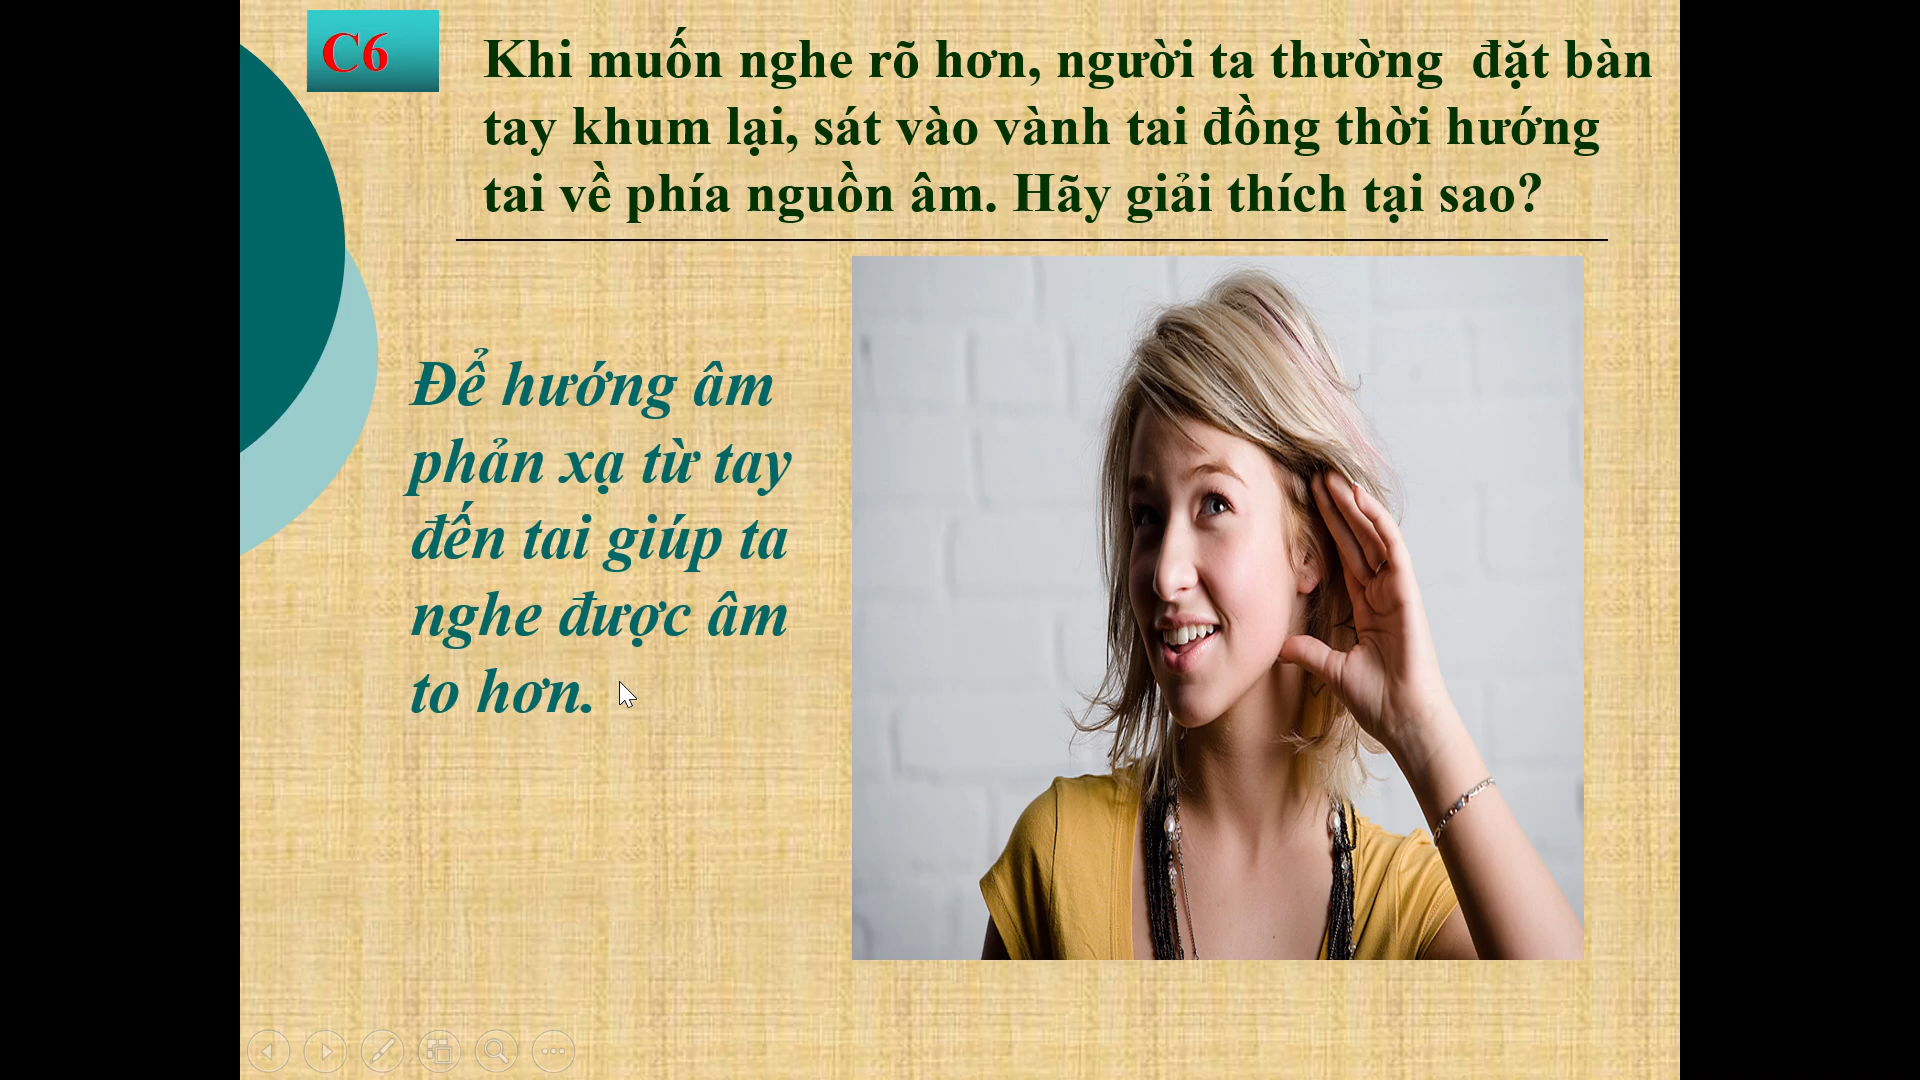 C6
Khi muốn nghe rõ hơn, người ta thường đặt bàn
tay khum lại, sát vào vành tai đồng thời hướng
tai về phía nguồn âm. Hãy giải thích tại sao?
Để hướng âm
phản xạ từ tay
đến tai giúp ta
nghe được âm
to hơn.